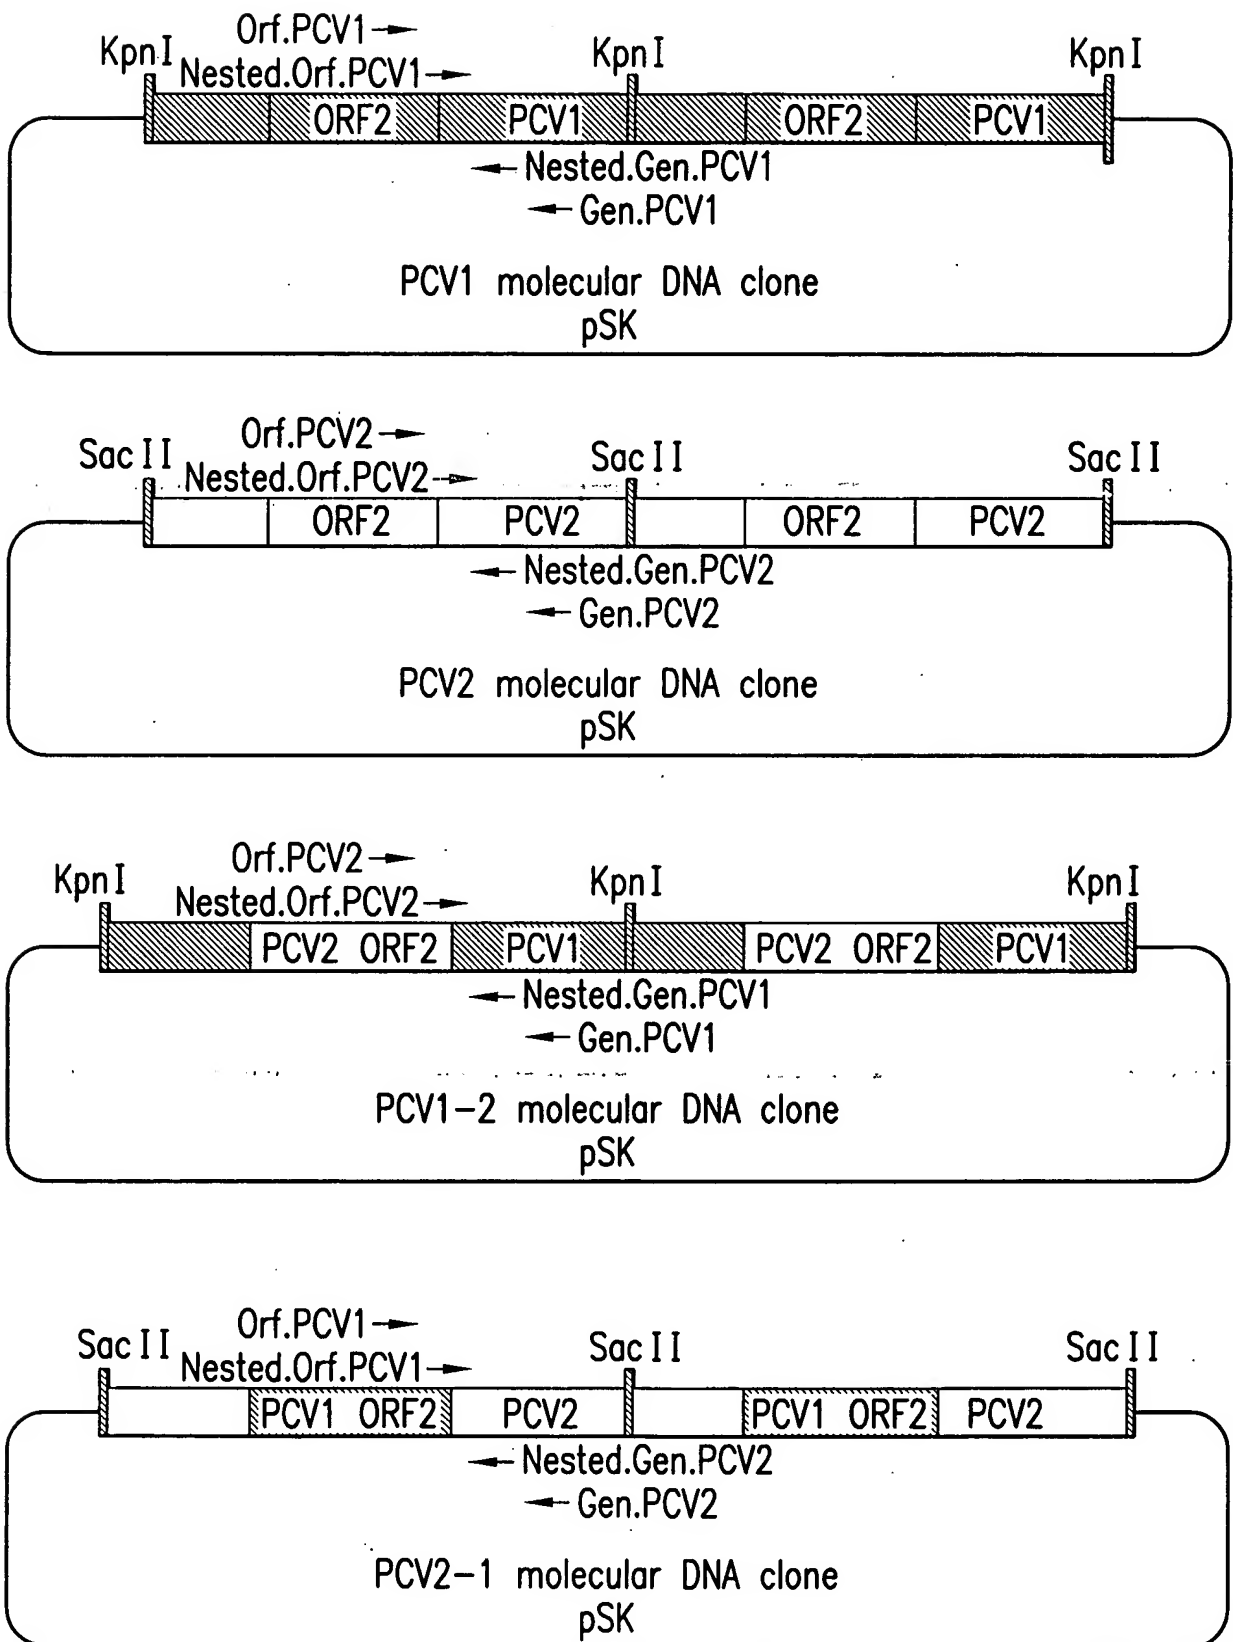 Orf.PCV1
KpnI KpnI KpnI
Nested.Orf.PCV1
ORF2 PCV1 ORF2 PCV1
Nested.Gen.PCV1
Gen.PCV1
PCV1 molecular DNA clone
pSK
Orf.PCV2
SacII SacII SacII
Nested.Orf.PCV2
ORF2 PCV2 ORF2 PCV2
Nested.Gen.PCV2
Gen.PCV2
PCV2 molecular DNA clone
pSK
Orf.PCV2
KpnI KpnI KpnI
Nested.Orf.PCV2
PCV2 ORF2 PCV1 PCV2 ORF2 PCV1
Nested.Gen.PCV1
Gen.PCV1
PCV1-2 molecular DNA clone
pSK
Orf.PCV1
SacII SacII SacII
Nested.Orf.PCV1
PCV1 ORF2 PCV2 PCV1 ORF2 PCV2
Nested.Gen.PCV2
Gen.PCV2
PCV2-1 molecular DNA clone
pSK